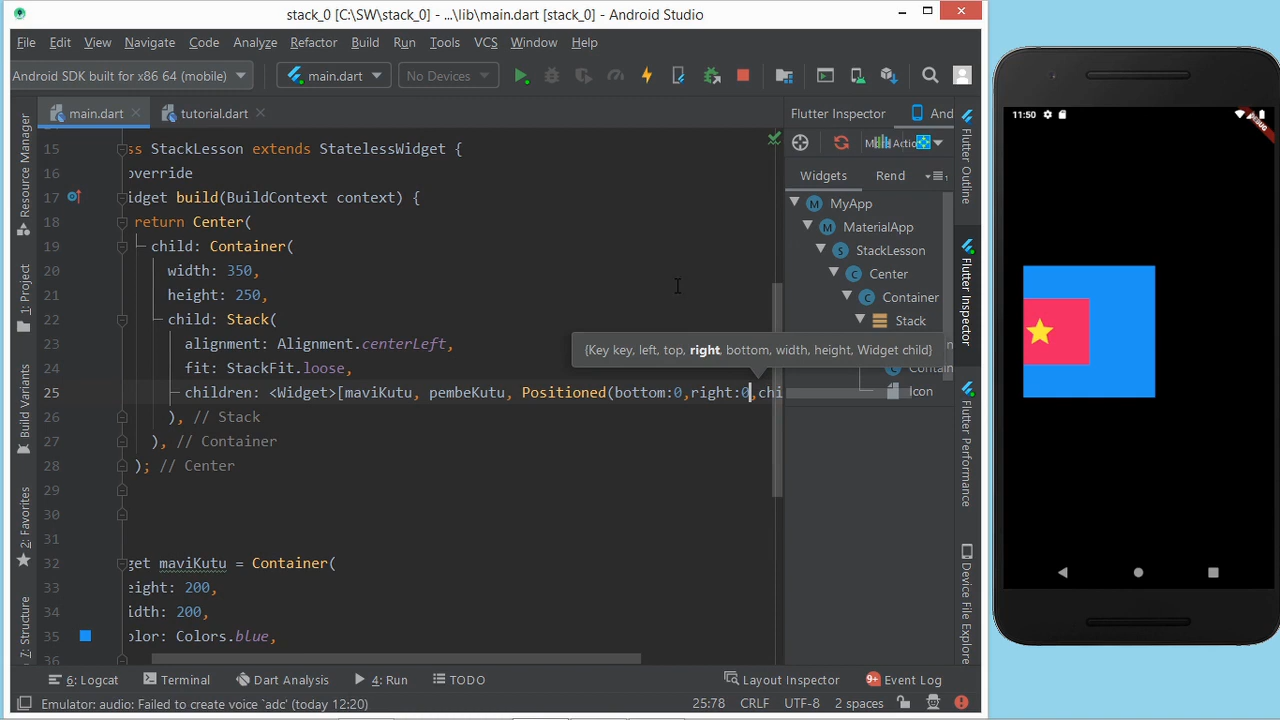 stack_0 [C:\SW\stack_0] - ...\lib\main.dart [stack_0] - Android Studio
File Edit View Navigate Code Analyze Refactor Build Run Tools VCS Window Help
Android SDK built for x86 64 (mobile) main.dart No Devices
main.dart tutorial.dart Flutter Inspector And
15 ss StackLesson extends StatelessWidget {
16 override
17 idget build(BuildContext context) {
18 return Center(
19 child: Container(
20 width: 350,
21 height: 250,
22 child: Stack(
23 alignment: Alignment.centerLeft,
24 fit: StackFit.loose,
25 children: <Widget>[maviKutu, pembeKutu, Positioned(bottom:0,right:0,chi
26 ), // Stack
27 ), // Container
28 ); // Center
29
30
31
32 get maviKutu = Container(
33 eight: 200,
34 idth: 200,
35 olor: Colors.blue,
36
{Key key, left, top, right, bottom, width, height, Widget child}
Widgets Rend
MyApp
MaterialApp
StackLesson
Center
Container
Stack
Contain
Icon
Resource Manager
1: Project
Build Variants
2: Favorites
7: Structure
Flutter Outline
Flutter Inspector
Flutter Performance
Device File Explore
6: Logcat Terminal Dart Analysis 4: Run TODO Layout Inspector 9+ Event Log
Emulator: audio: Failed to create voice `adc' (today 12:20) 25:78 CRLF UTF-8 2 spaces
11:50
DEBUG